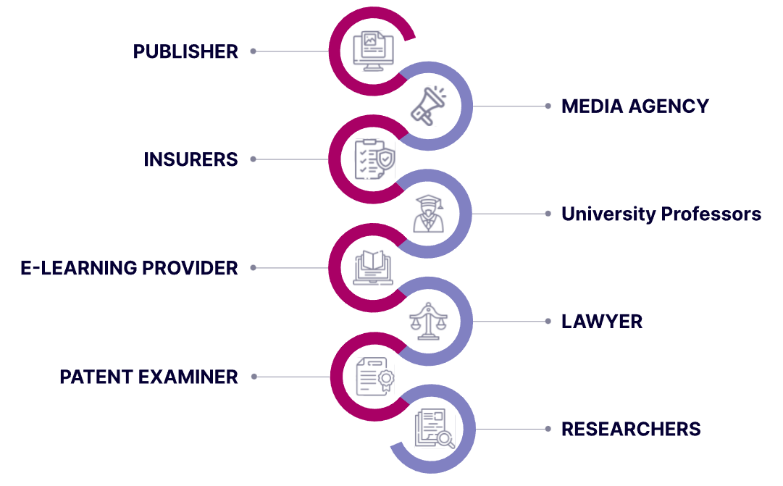 PUBLISHER
MEDIA AGENCY
INSURERS
University Professors
E-LEARNING PROVIDER
LAWYER
PATENT EXAMINER
RESEARCHERS